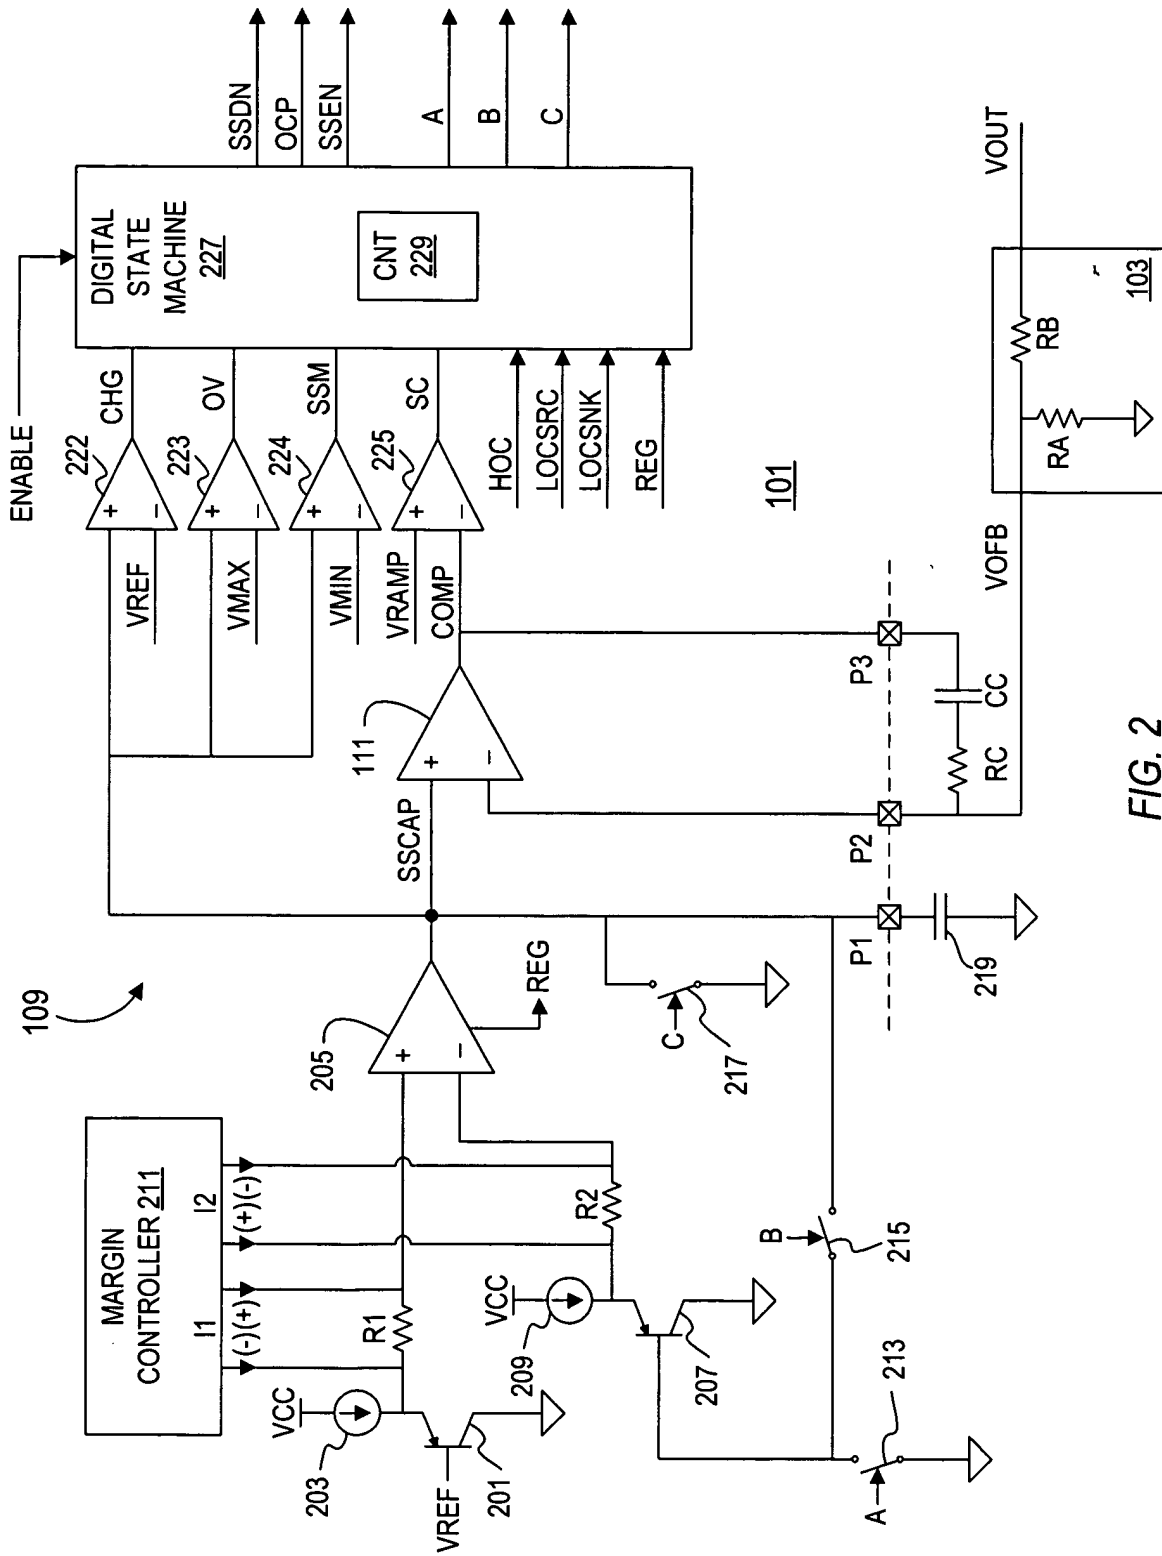 109
ENABLE
MARGIN
CONTROLLER 211
I1
I2
(-)(+)
(+)(-)
VCC
203
R1
VREF
201
VCC
209
R2
207
205
+
−
REG
SSCAP
111
+
−
VREF
VMAX
VMIN
VRAMP
COMP
222
+
−
CHG
223
+
−
OV
224
+
−
SSM
225
+
−
SC
HOC
LOCSRC
LOCSNK
REG
DIGITAL
STATE
MACHINE
227
CNT
229
SSDN
OCP
SSEN
A
B
C
A
213
B
215
C
217
P1
219
P2
P3
RC
CC
VOFB
101
RA
RB
103
VOUT
FIG. 2